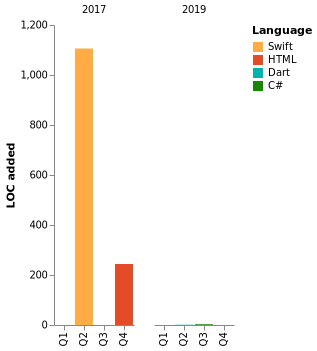 2017 2019
Language
Swift
HTML
Dart
C#
LOC added
1,200
1,000
800
600
400
200
0
Q1 Q2 Q3 Q4 Q1 Q2 Q3 Q4